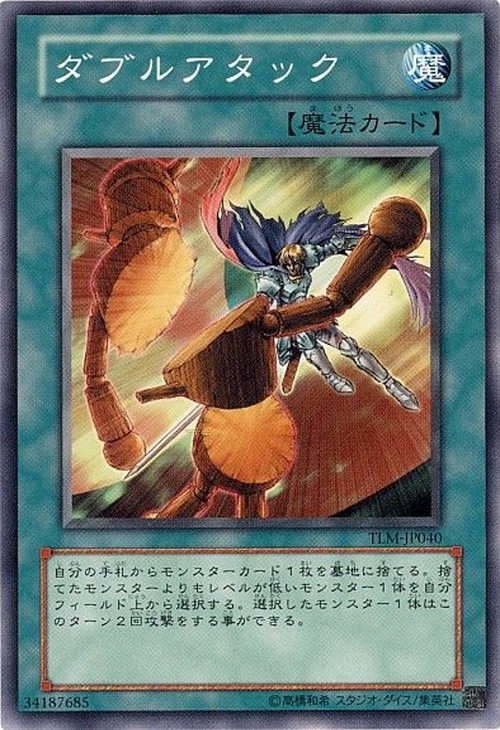 ダブルアタック
魔
【魔法カード】
TLM-JP040
自分の手札からモンスターカード1枚を墓地に捨てる。捨
てたモンスターよりもレベルが低いモンスター1体を自分
フィールド上から選択する。選択したモンスター1体はこ
のターン2回攻撃をする事ができる。
34187685
©高橋和希 スタジオ・ダイス/集英社